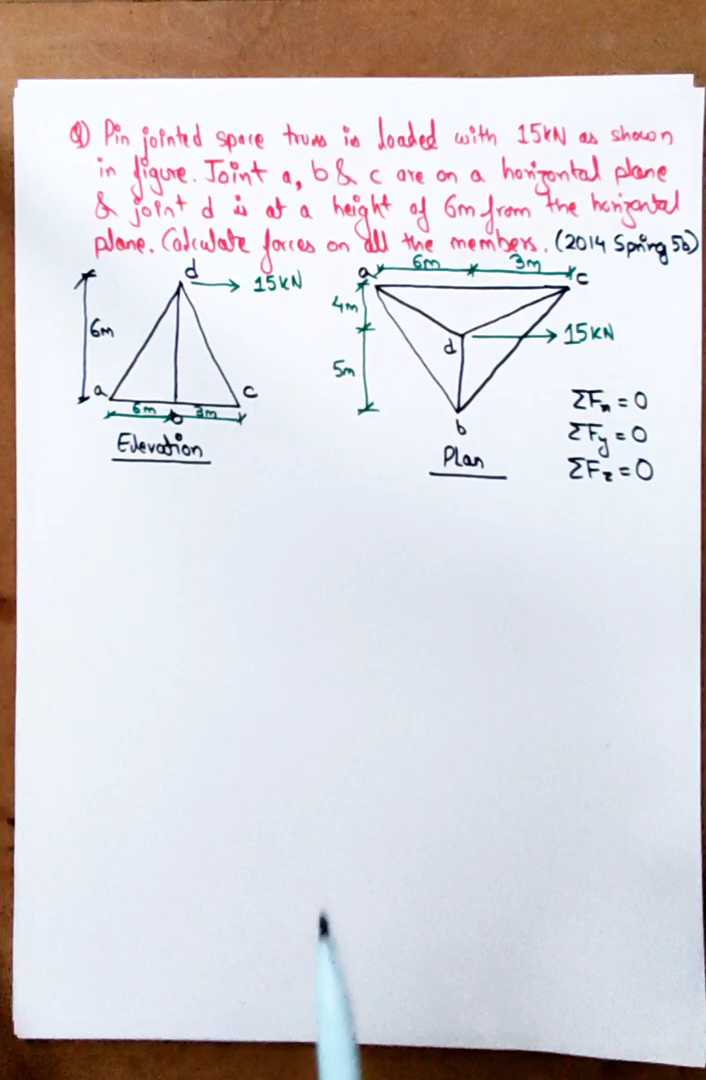 Q) Pin jointed space truss is loaded with 15kN as shown
in figure. Joint a, b & c are on a horizontal plane
& joint d is at a height of 6m from the horizontal
plane. Calculate forces on all the members. (2014 Spring 5b)
d
15kN
6m
a
c
6m
b
3m
Elevation
a
6m
3m
c
4m
d
15kN
5m
b
Plan
ΣFx = 0
ΣFy = 0
ΣFz = 0